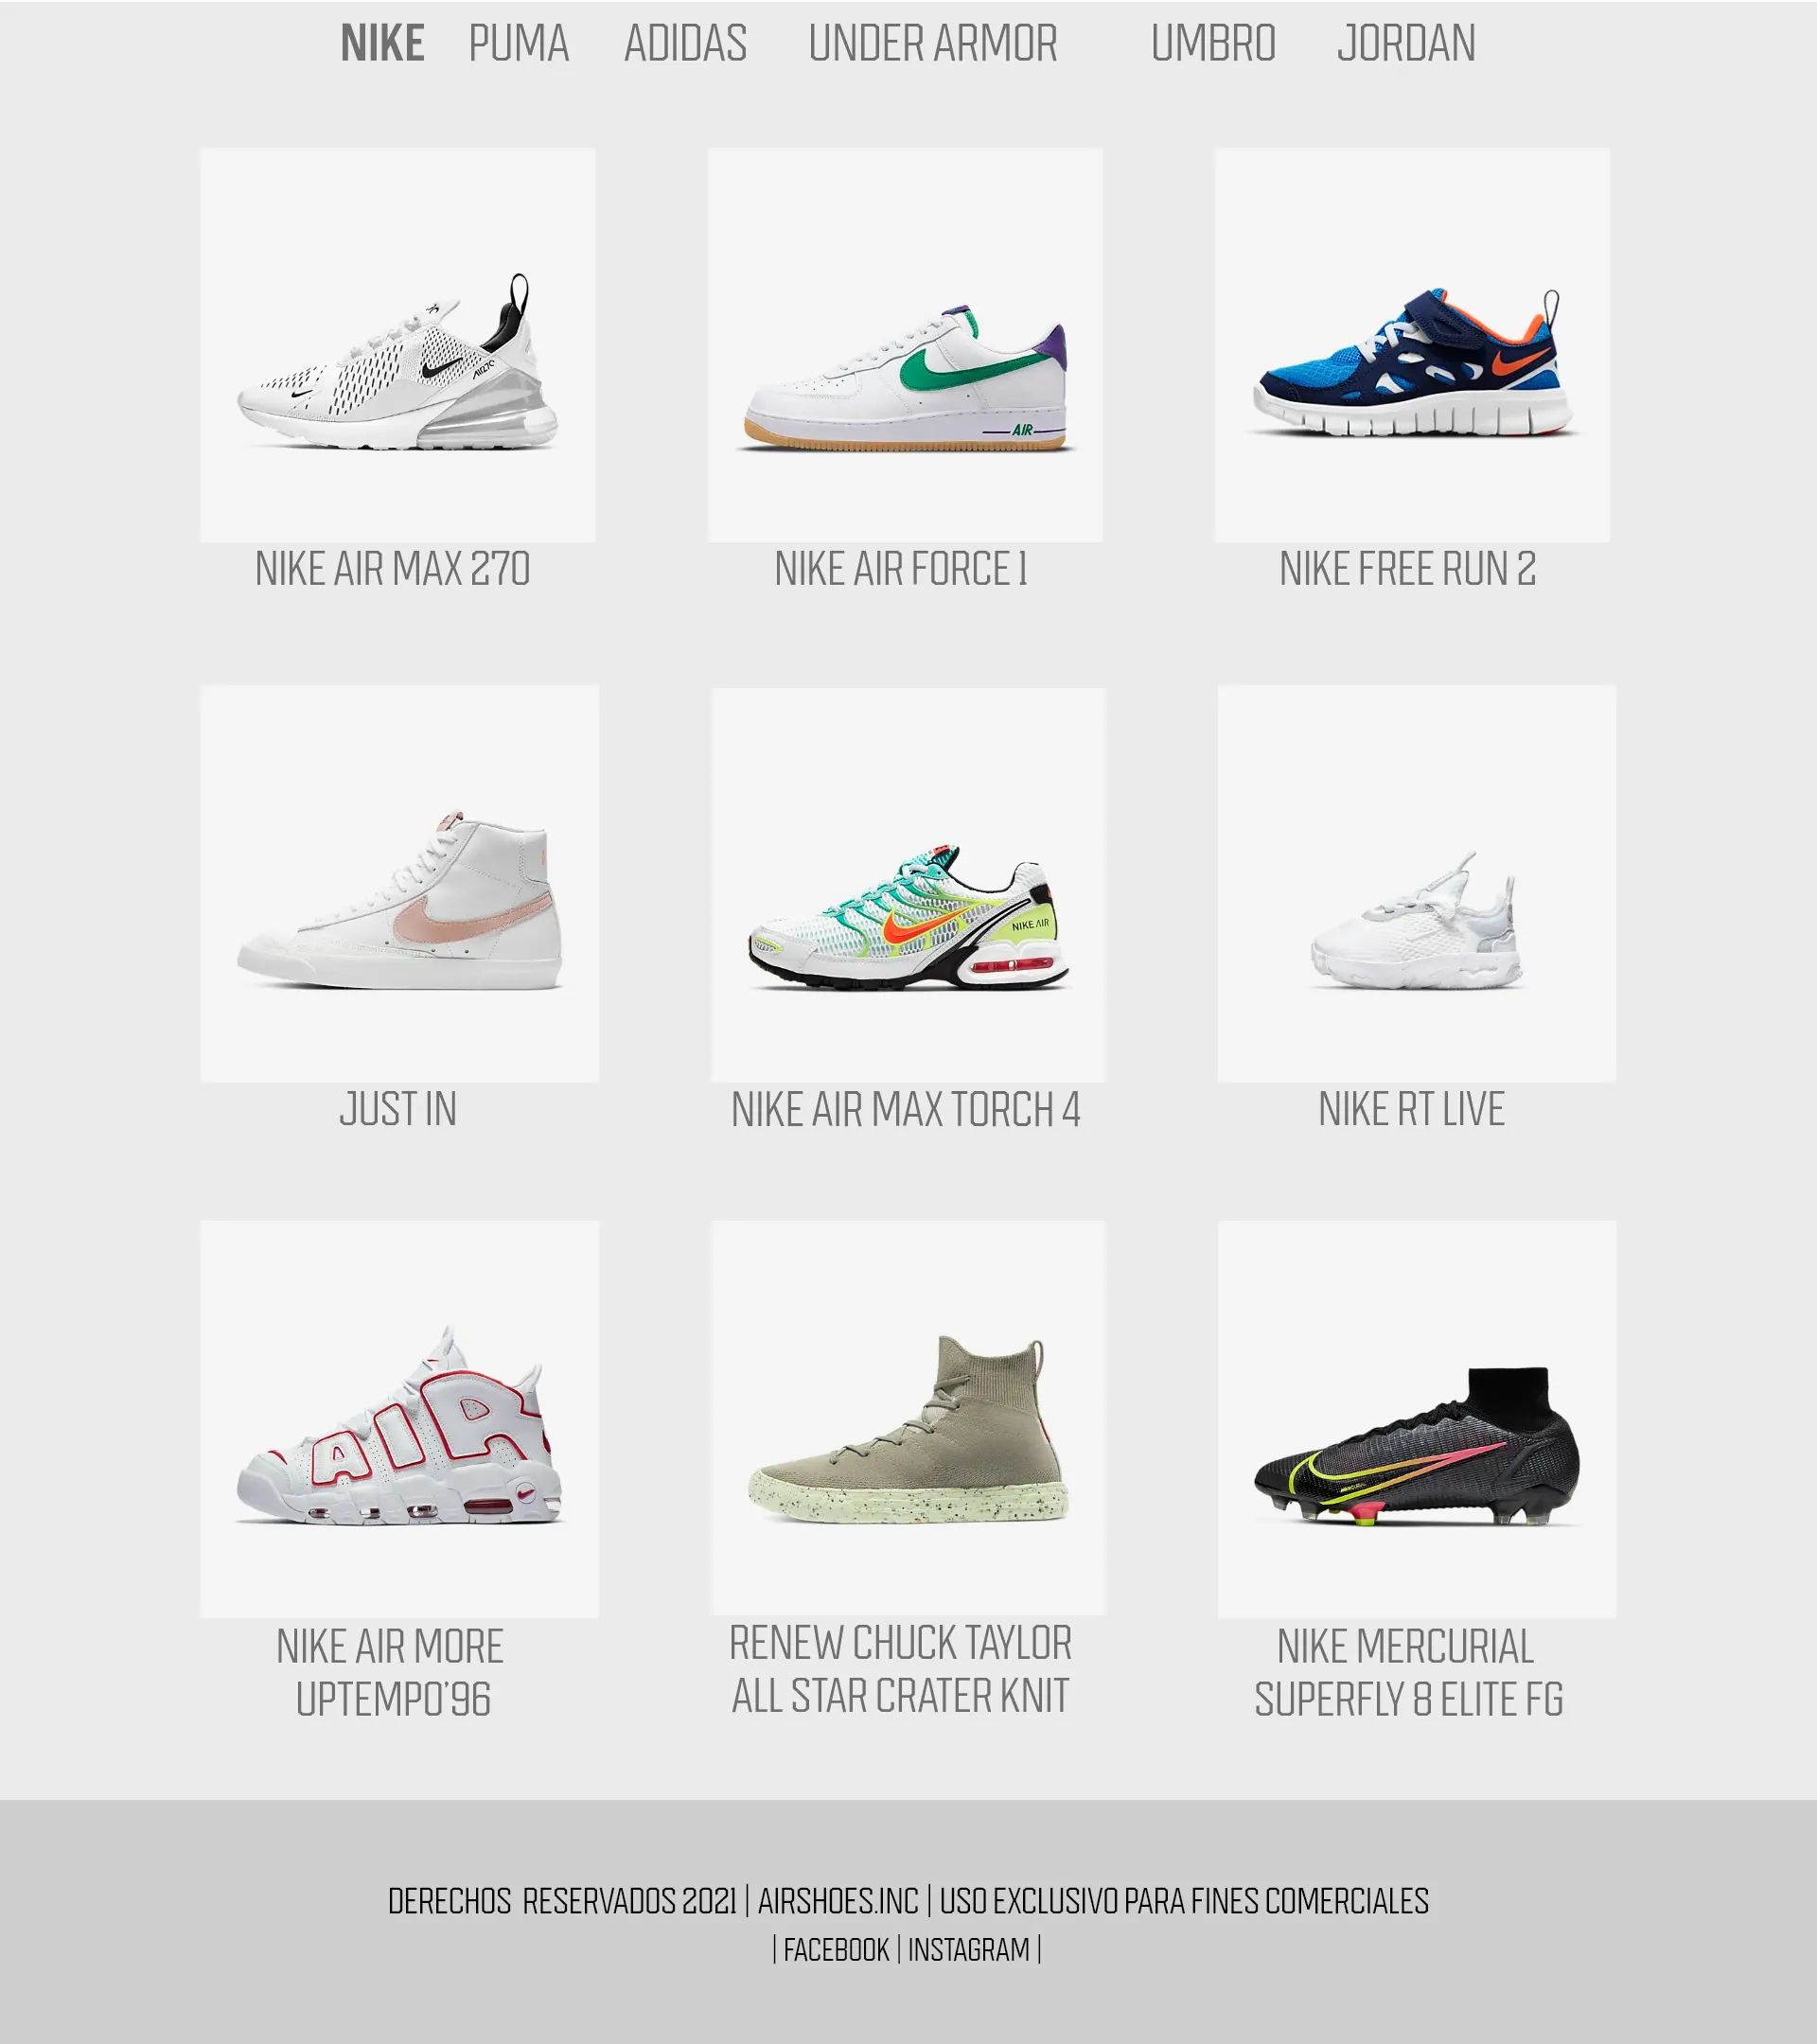 NIKE PUMA ADIDAS UNDER ARMOR UMBRO JORDAN
AIR
NIKE AIR MAX 270 NIKE AIR FORCE 1 NIKE FREE RUN 2
NIKE AIR
JUST IN NIKE AIR MAX TORCH 4 NIKE RT LIVE
AIR
NIKE AIR MORE
UPTEMPO'96
RENEW CHUCK TAYLOR
ALL STAR CRATER KNIT
NIKE MERCURIAL
SUPERFLY 8 ELITE FG
DERECHOS RESERVADOS 2021 | AIRSHOES.INC | USO EXCLUSIVO PARA FINES COMERCIALES
| FACEBOOK | INSTAGRAM |